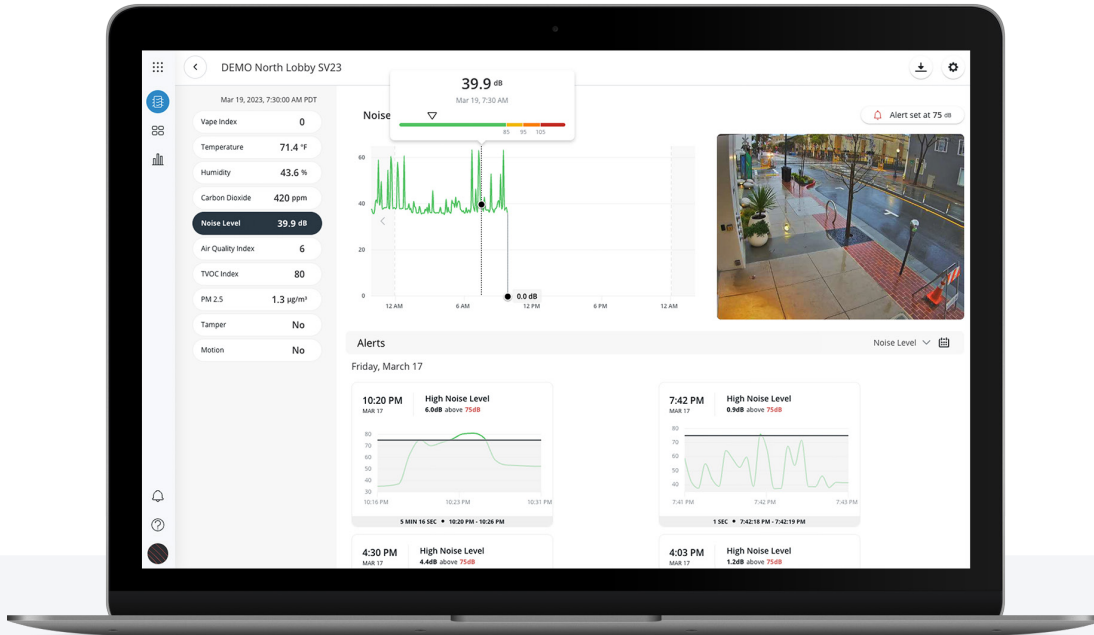 DEMO North Lobby SV23
39.9 dB
Mar 19, 7:30 AM
85 95 105
Mar 19, 2023, 7:30:00 AM PDT
Vape Index 0
Temperature 71.4 °F
Humidity 43.6 %
Carbon Dioxide 420 ppm
Noise Level 39.9 dB
Air Quality Index 6
TVOC Index 80
PM 2.5 1.3 µg/m³
Tamper No
Motion No
Noise
Alert set at 75 dB
60
40
20
0
0.0 dB
12 AM 6 AM 12 PM 6 PM 12 AM
Alerts
Noise Level
Friday, March 17
10:20 PM
MAR 17
High Noise Level
6.0dB above 75dB
80
70
60
50
40
30
10:16 PM 10:23 PM 10:31 PM
5 MIN 16 SEC • 10:20 PM - 10:26 PM
7:42 PM
MAR 17
High Noise Level
0.9dB above 75dB
80
70
60
50
40
7:41 PM 7:42 PM 7:43 PM
1 SEC • 7:42:18 PM - 7:42:19 PM
4:30 PM
MAR 17
High Noise Level
4.4dB above 75dB
4:03 PM
MAR 17
High Noise Level
1.2dB above 75dB